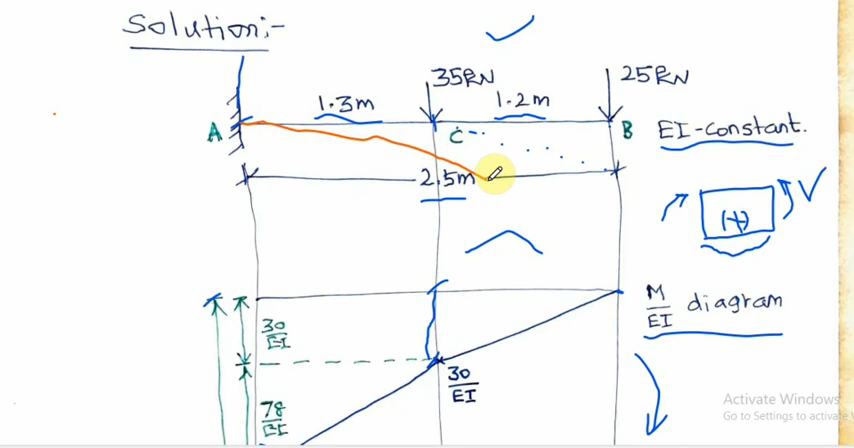 Solution:-
35KN
25KN
1.3m
1.2m
A
C
B
EI-constant.
2.5m
(+)
M/EI diagram
30/EI
30/EI
78/EI
Activate Windows
Go to Settings to activate